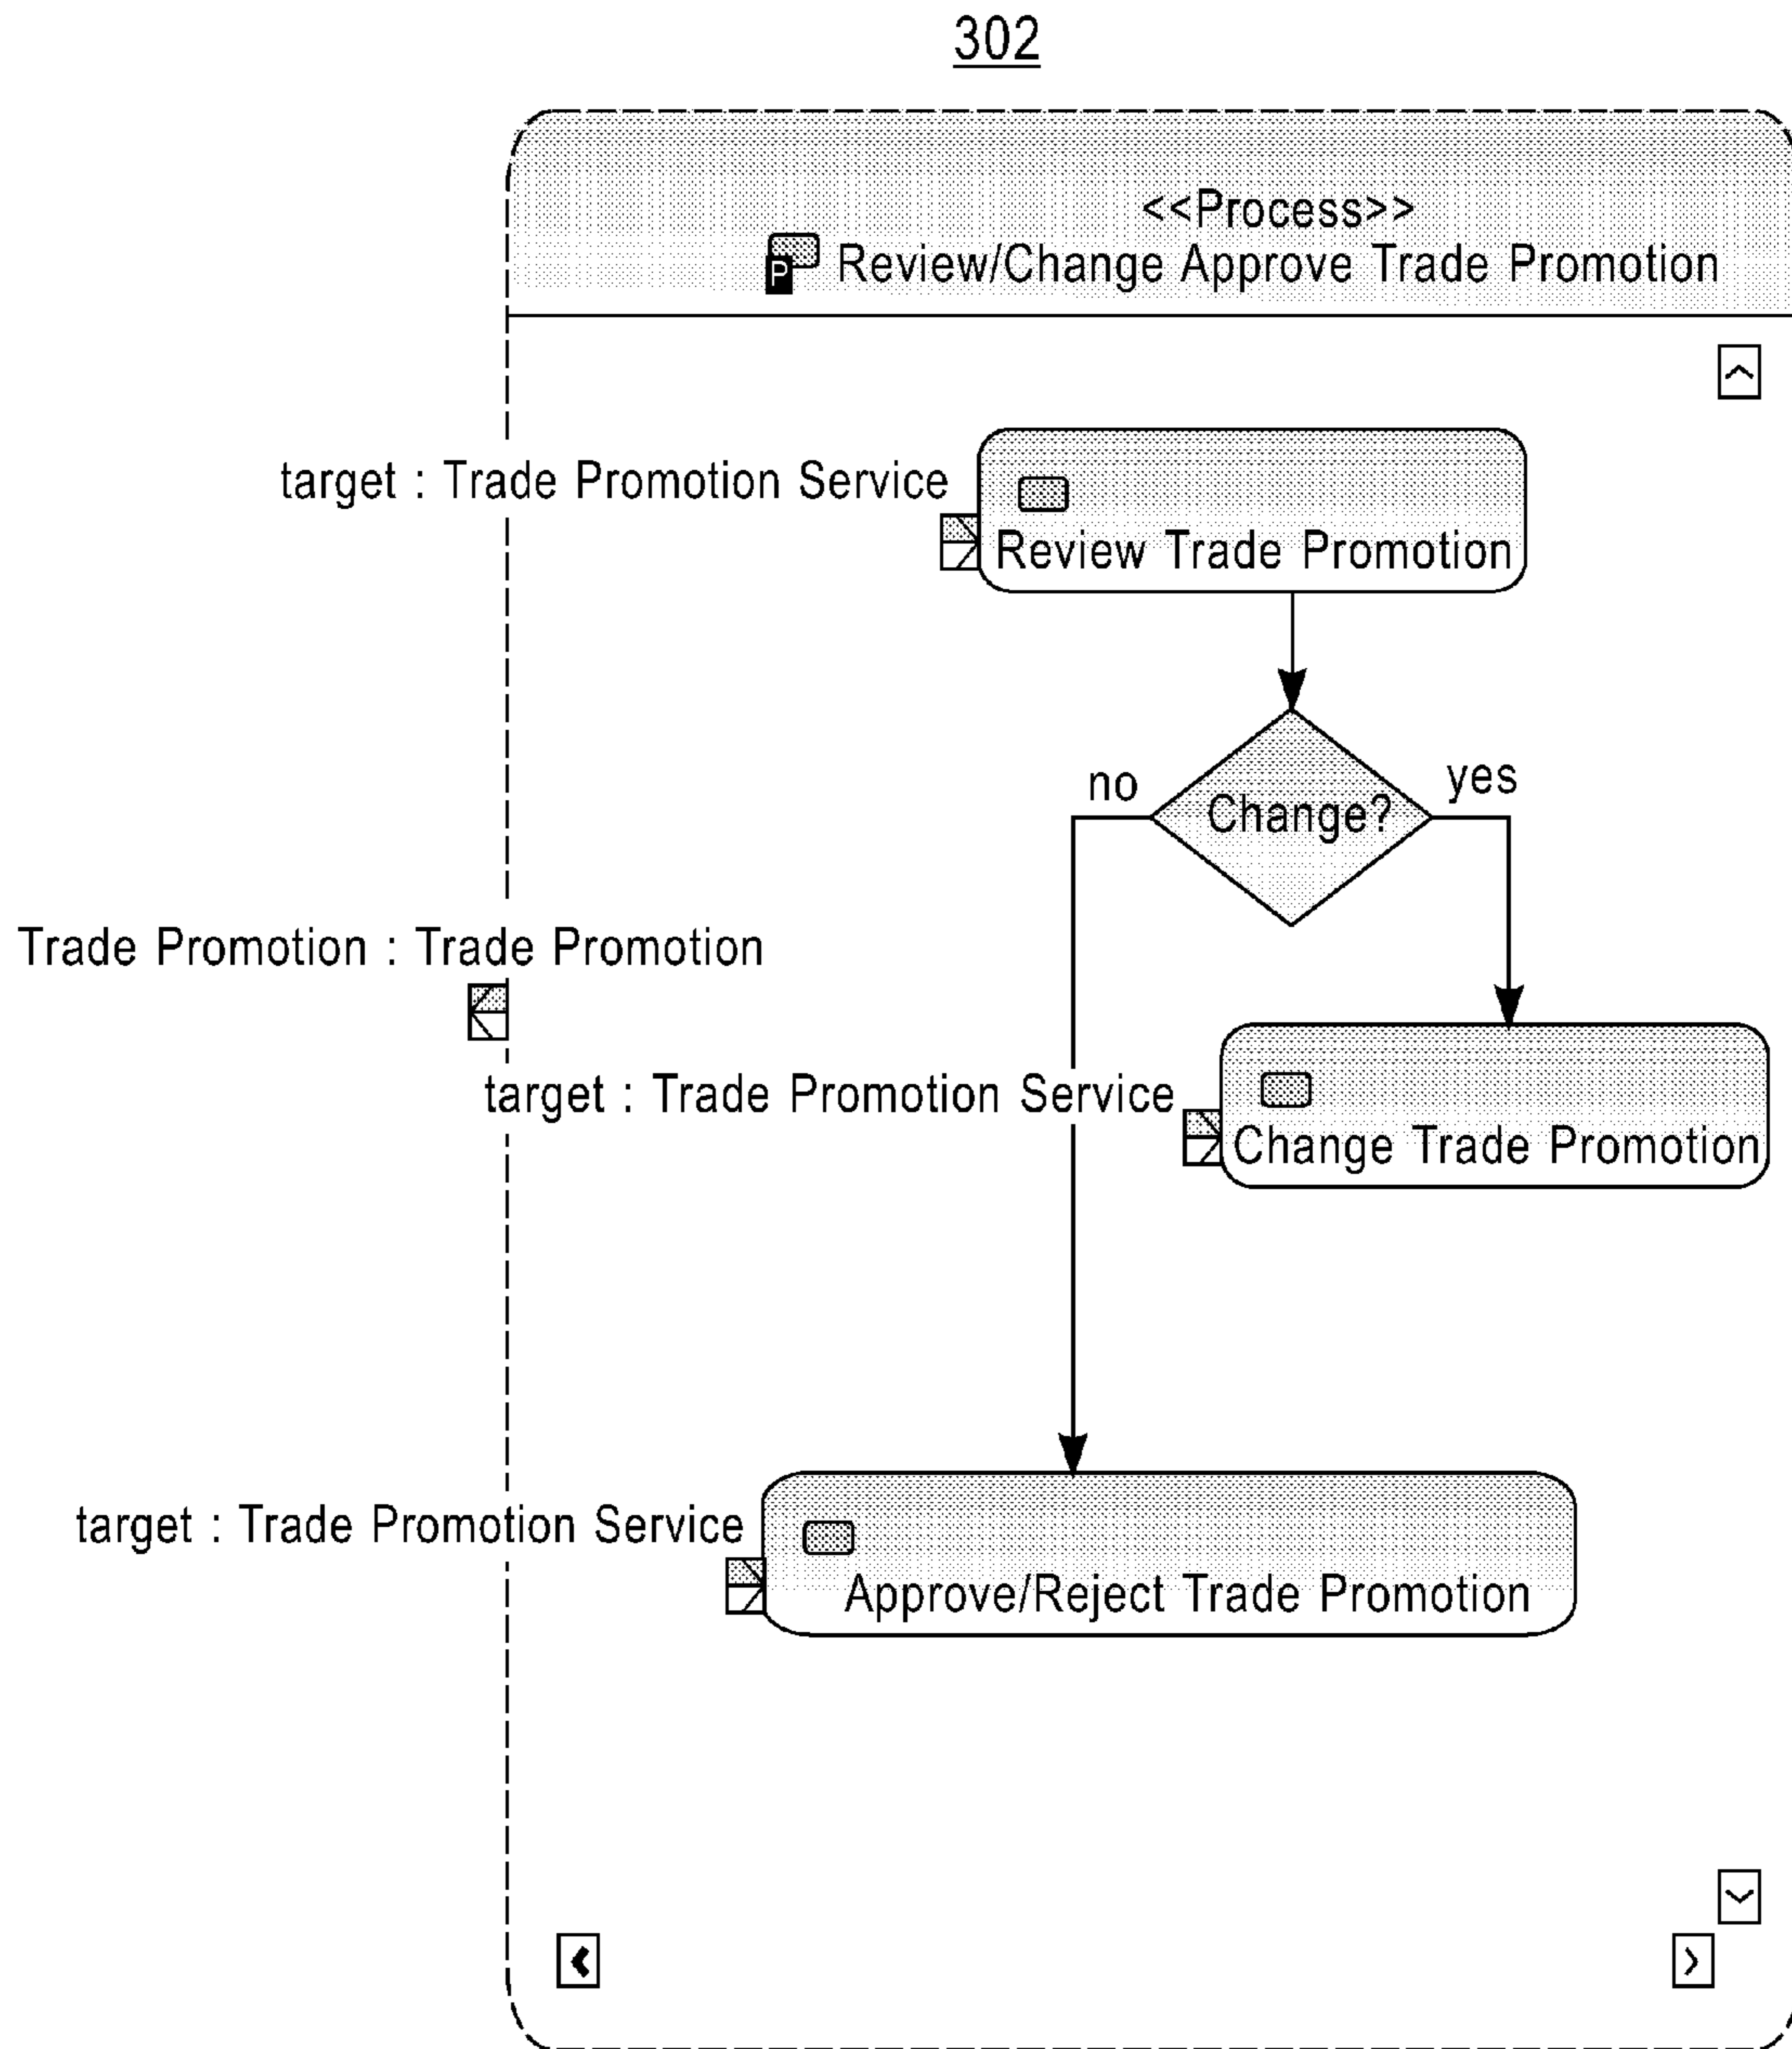 302
<<Process>>
P
Review/Change Approve Trade Promotion
target : Trade Promotion Service
Review Trade Promotion
no
yes
Change?
Trade Promotion : Trade Promotion
target : Trade Promotion Service
Change Trade Promotion
target : Trade Promotion Service
Approve/Reject Trade Promotion